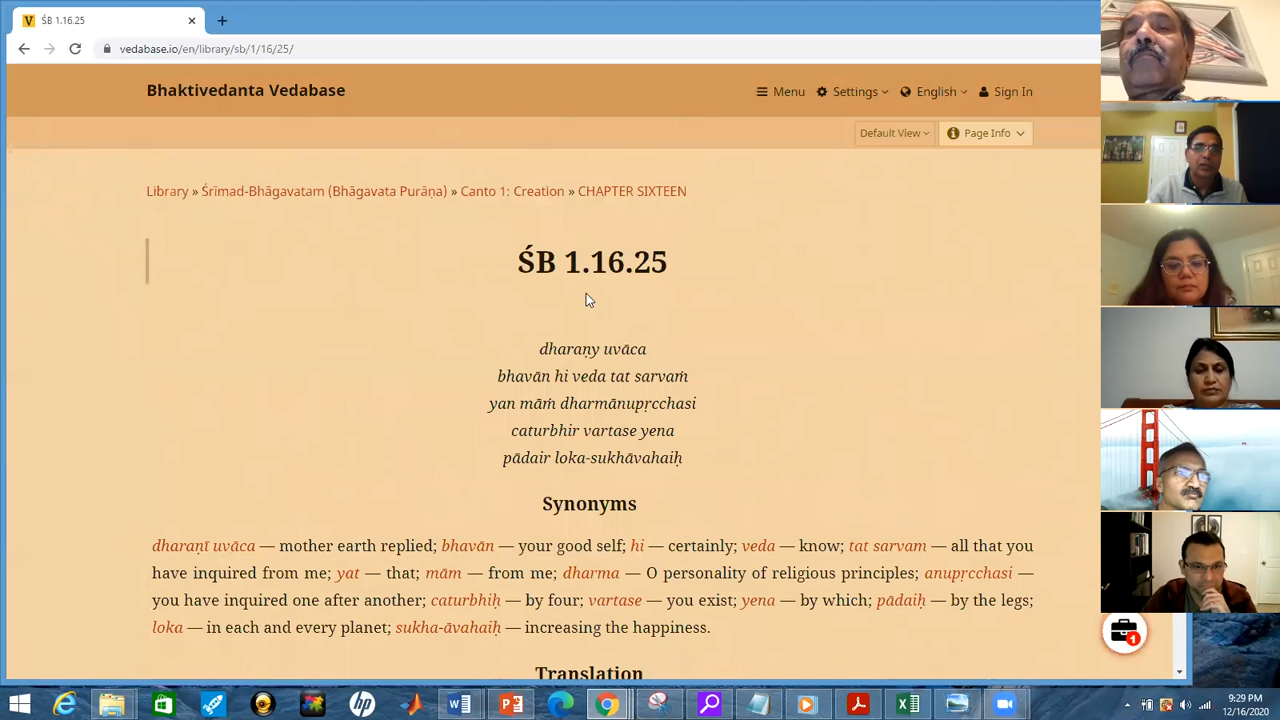 ŚB 1.16.25
vedabase.io/en/library/sb/1/16/25/
Bhaktivedanta Vedabase
Menu Settings English Sign In
Default View Page Info
Library » Śrīmad-Bhāgavatam (Bhāgavata Purāṇa) » Canto 1: Creation » CHAPTER SIXTEEN
ŚB 1.16.25
dharaṇy uvāca
bhavān hi veda tat sarvaṁ
yan māṁ dharmānupṛcchasi
caturbhir vartase yena
pādair loka-sukhāvahaiḥ
Synonyms
dharaṇī uvāca — mother earth replied; bhavān — your good self; hi — certainly; veda — know; tat sarvam — all that you
have inquired from me; yat — that; mām — from me; dharma — O personality of religious principles; anupṛcchasi —
you have inquired one after another; caturbhiḥ — by four; vartase — you exist; yena — by which; pādaiḥ — by the legs;
loka — in each and every planet; sukha-āvahaiḥ — increasing the happiness.
Translation
1
9:29 PM
12/16/2020